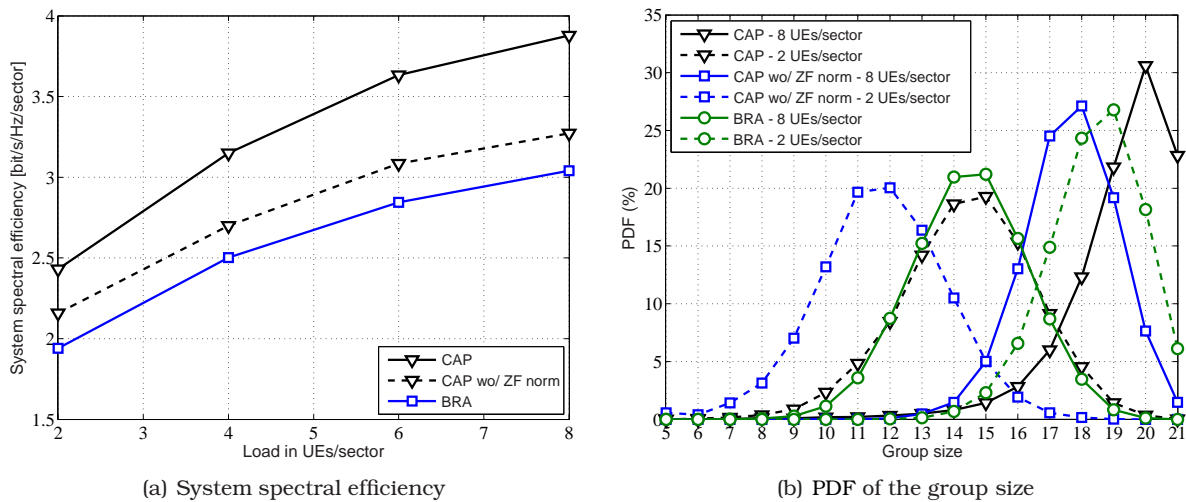 4
3.5
3
2.5
2
1.5
2
3
4
5
6
7
8
System spectral efficiency [bit/s/Hz/sector]
Load in UEs/sector
CAP
CAP wo/ ZF norm
BRA
(a) System spectral efficiency
35
30
25
20
15
10
5
0
5
6
7
8
9
10
11
12
13
14
15
16
17
18
19
20
21
PDF (%)
Group size
CAP - 8 UEs/sector
CAP - 2 UEs/sector
CAP wo/ ZF norm - 8 UEs/sector
CAP wo/ ZF norm - 2 UEs/sector
BRA - 8 UEs/sector
BRA - 2 UEs/sector
(b) PDF of the group size